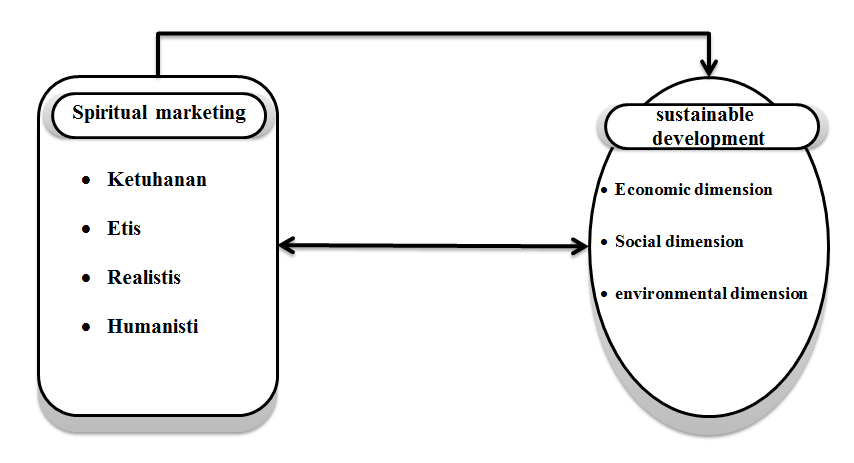 Spiritual marketing
• Ketuhanan
• Etis
• Realistis
• Humanisti
sustainable
development
• Economic dimension
• Social dimension
• environmental dimension